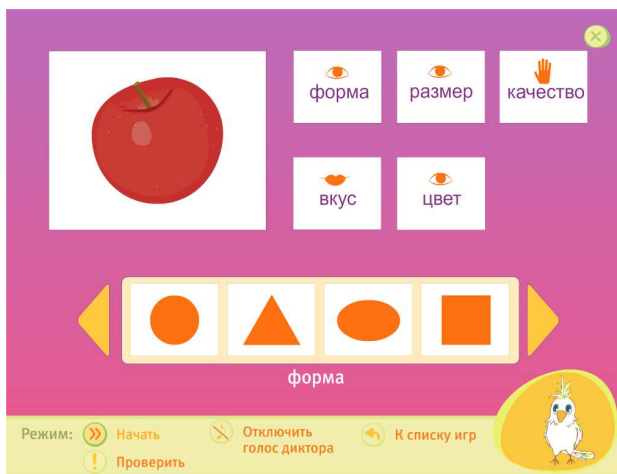 форма
размер
качество
вкус
цвет
форма
Режим:
Начать
Проверить
Отключить
голос диктора
К списку игр